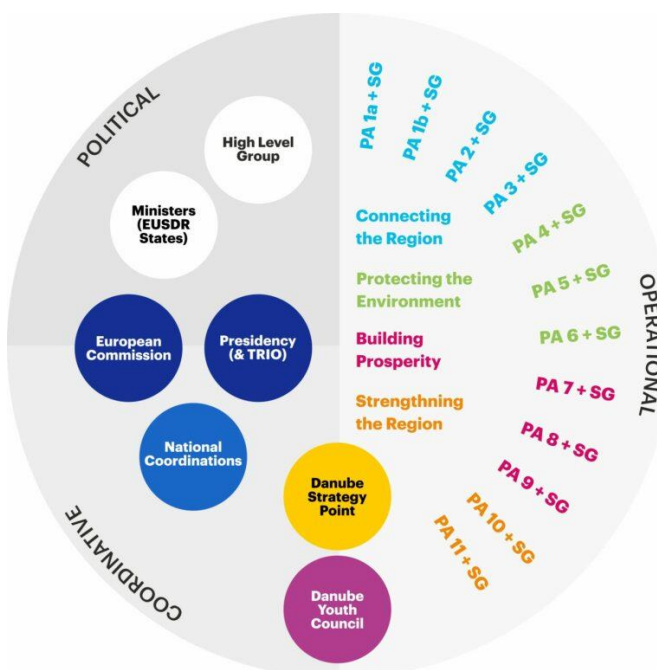 POLITICAL
High Level
Group
Ministers
(EUSDR
States)
European
Commission
Presidency
(& TRIO)
National
Coordinations
Danube
Strategy
Point
Danube
Youth
Council
COORDINATIVE
Connecting
the Region
Protecting the
Environment
Building
Prosperity
Strengthning
the Region
PA 1a + SG
PA 1b + SG
PA 2 + SG
PA 3 + SG
PA 4 + SG
PA 5 + SG
PA 6 + SG
PA 7 + SG
PA 8 + SG
PA 9 + SG
PA 10 + SG
PA 11 + SG
OPERATIONAL